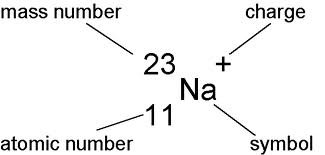 mass number charge
23 +
Na
11
atomic number symbol